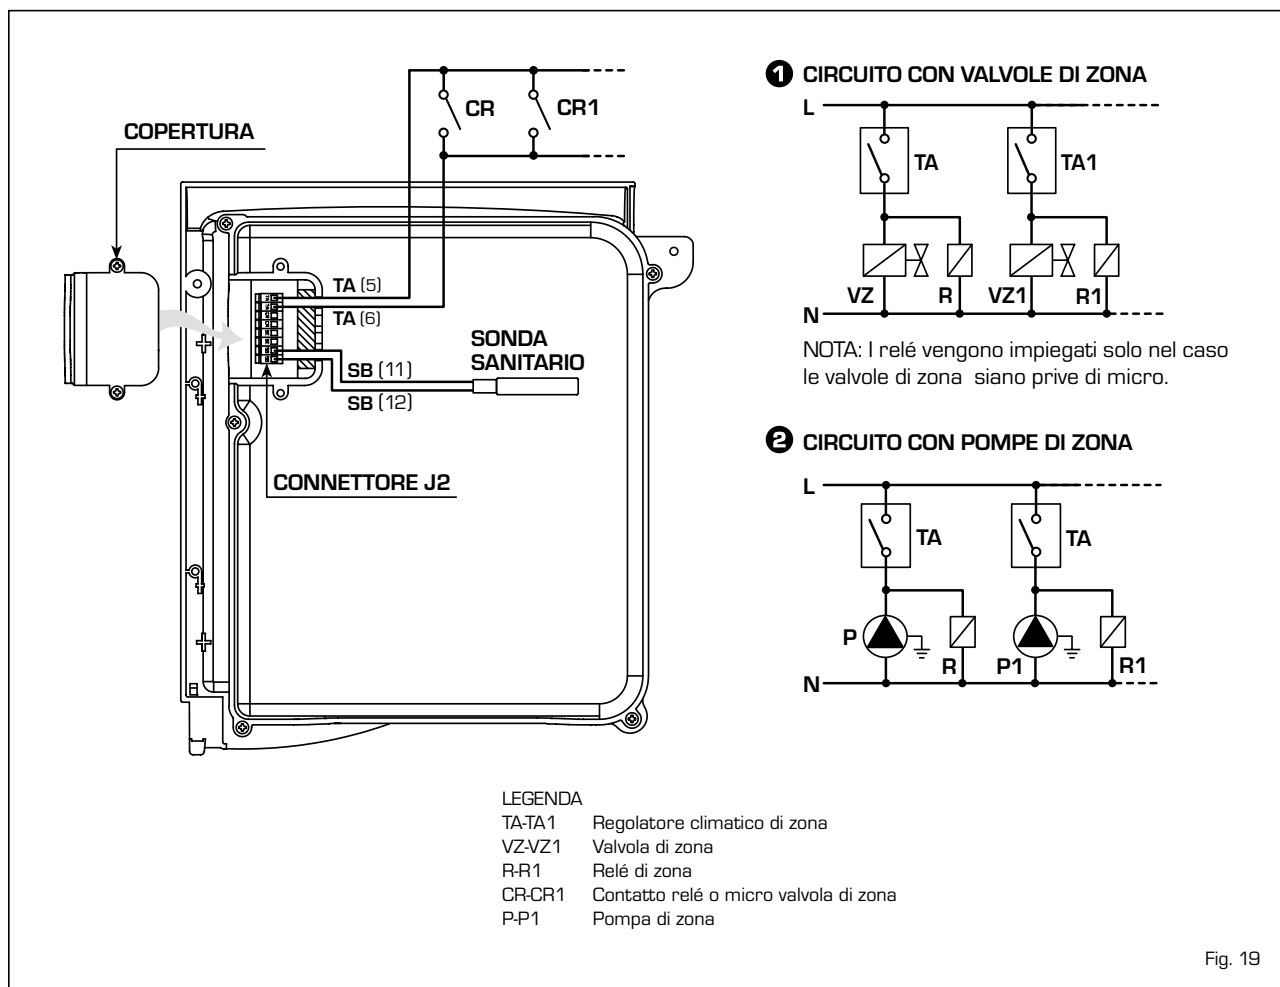 COPERTURA
CR
CR1
TA (5)
TA (6)
SONDA
SANITARIO
SB (11)
SB (12)
CONNETTORE J2
1 CIRCUITO CON VALVOLE DI ZONA
L
TA
TA1
VZ
R
VZ1
R1
N
NOTA: I relé vengono impiegati solo nel caso
le valvole di zona siano prive di micro.
2 CIRCUITO CON POMPE DI ZONA
L
TA
TA
P
R
P1
R1
N
LEGENDA
TA-TA1 Regolatore climatico di zona
VZ-VZ1 Valvola di zona
R-R1 Relé di zona
CR-CR1 Contatto relé o micro valvola di zona
P-P1 Pompa di zona
Fig. 19